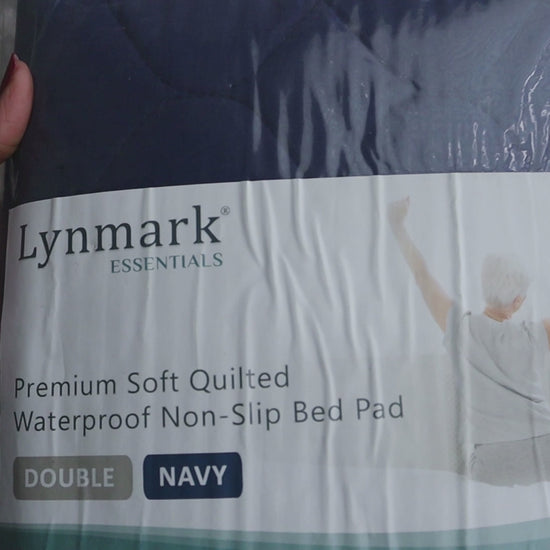 Lynmark®
ESSENTIALS
Premium Soft Quilted
Waterproof Non-Slip Bed Pad
DOUBLE NAVY